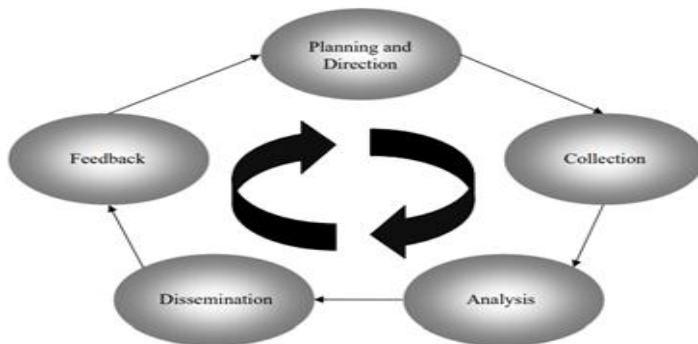 Planning and
Direction
Feedback
Collection
Dissemination
Analysis